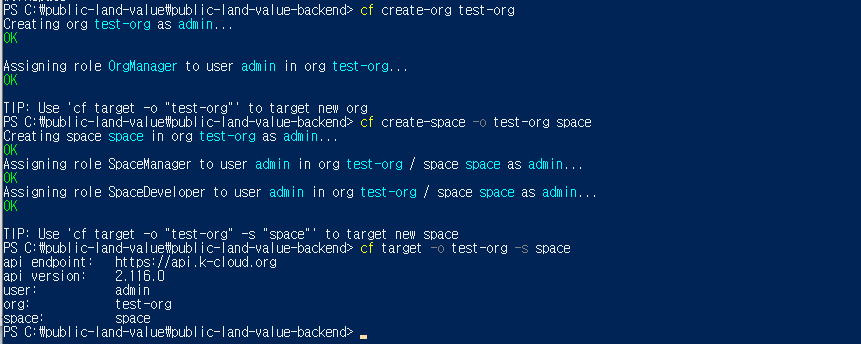 PS C:₩public-land-value₩public-land-value-backend> cf create-org test-org
Creating org test-org as admin...
OK
Assigning role OrgManager to user admin in org test-org...
OK
TIP: Use 'cf target -o "test-org"' to target new org
PS C:₩public-land-value₩public-land-value-backend> cf create-space -o test-org space
Creating space space in org test-org as admin...
OK
Assigning role SpaceManager to user admin in org test-org / space space as admin...
OK
Assigning role SpaceDeveloper to user admin in org test-org / space space as admin...
OK
TIP: Use 'cf target -o "test-org" -s "space"' to target new space
PS C:₩public-land-value₩public-land-value-backend> cf target -o test-org -s space
api endpoint:   https://api.k-cloud.org
api version:    2.116.0
user:           admin
org:            test-org
space:          space
PS C:₩public-land-value₩public-land-value-backend>